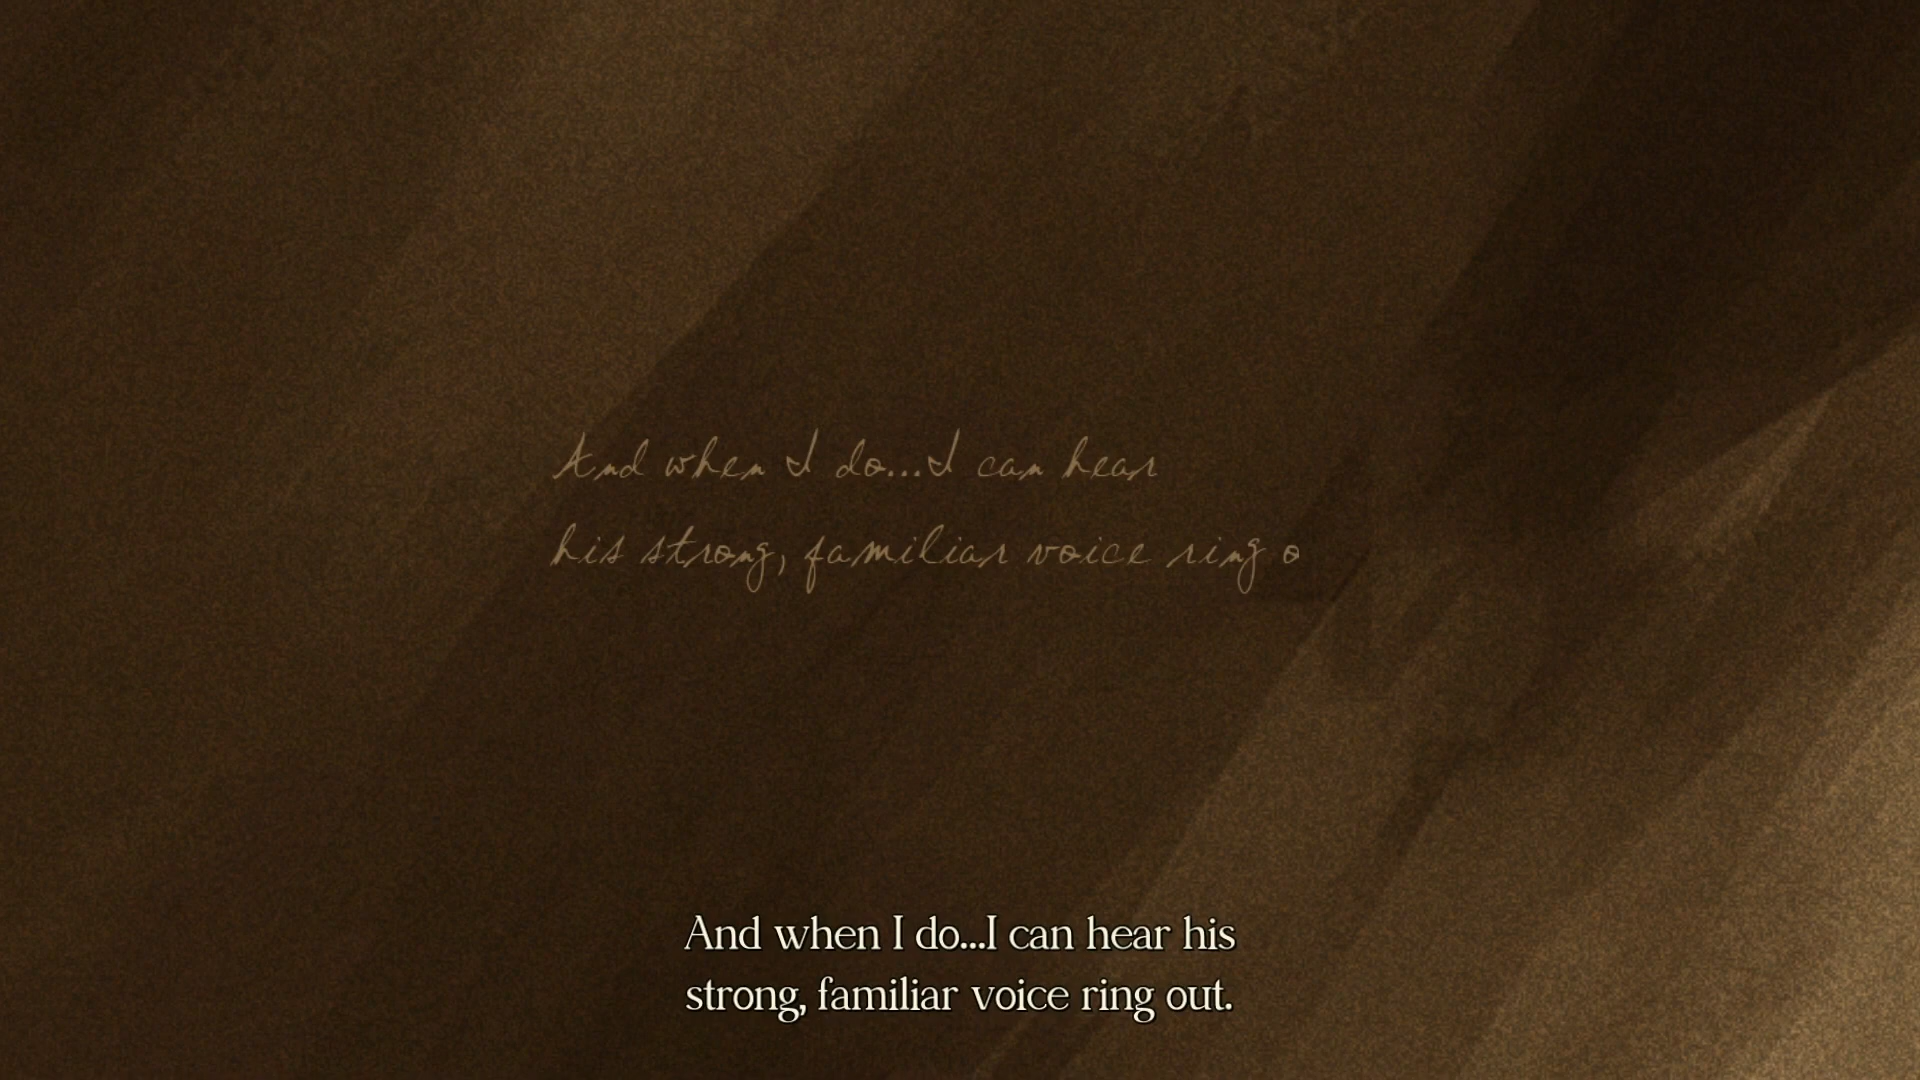 And when I do...I can hear
his strong, familiar voice ring o
And when I do...I can hear his
strong, familiar voice ring out.